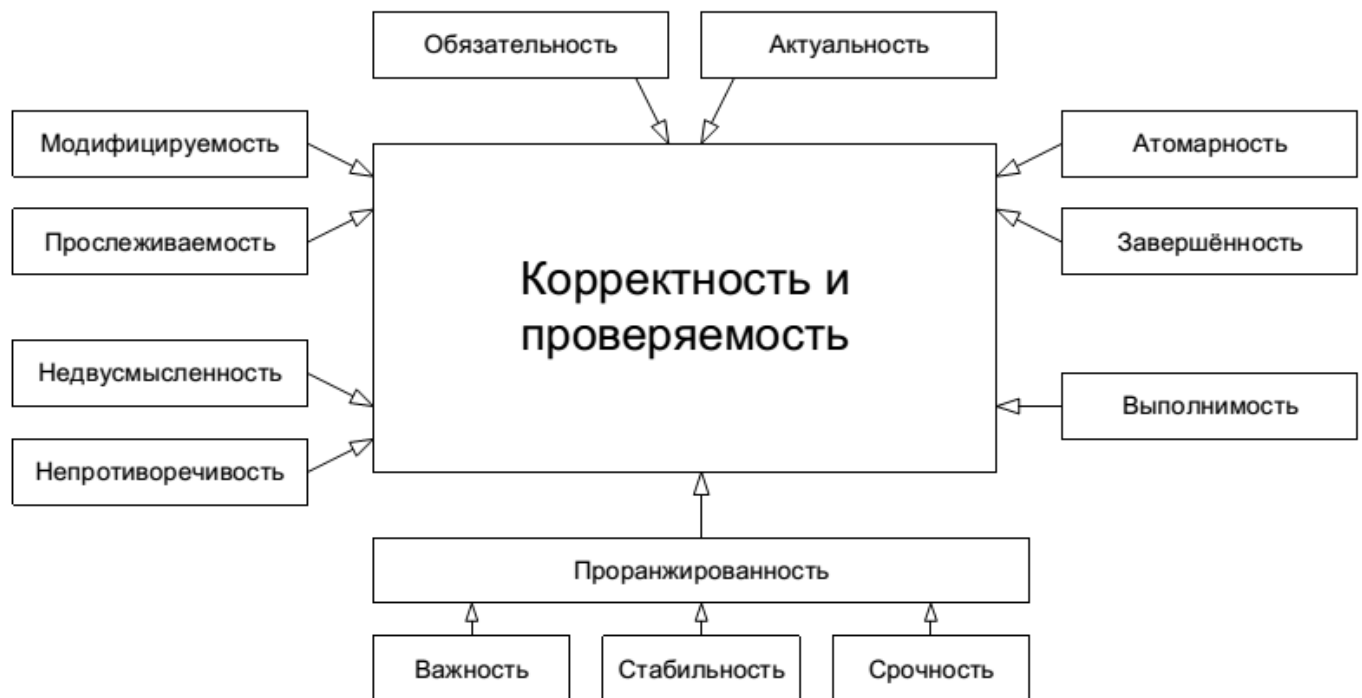 Обязательность
Актуальность
Модифицируемость
Атомарность
Прослеживаемость
Завершённость
Корректность и
проверяемость
Недвусмысленность
Выполнимость
Непротиворечивость
Проранжированность
Важность
Стабильность
Срочность